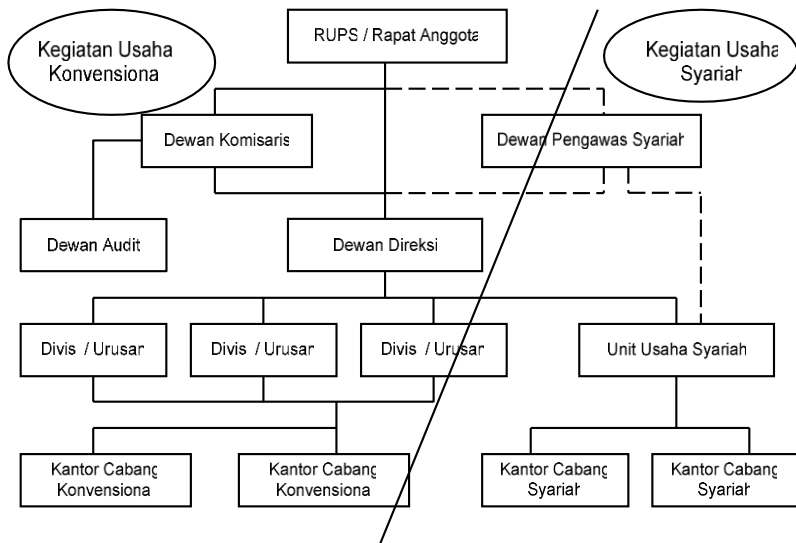 Kegiatan Usaha
Konvensiona
RUPS / Rapat Anggota
Kegiatan Usaha
Syariah
Dewan Komisaris
Dewan Pengawas Syariah
Dewan Audit
Dewan Direksi
Divis / Urusan
Divis / Urusan
Divis / Urusan
Unit Usaha Syariah
Kantor Cabang
Konvensiona
Kantor Cabang
Konvensiona
Kantor Cabang
Syariah
Kantor Cabang
Syariah